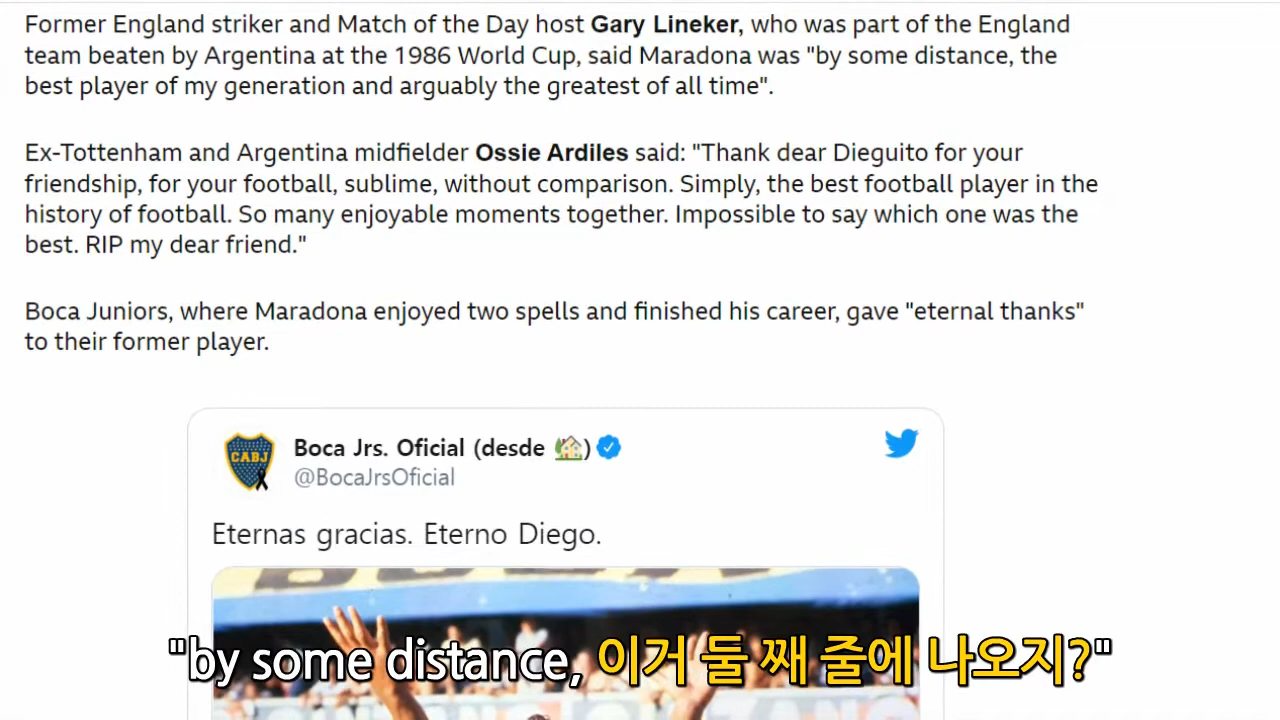 Former England striker and Match of the Day host Gary Lineker, who was part of the England
team beaten by Argentina at the 1986 World Cup, said Maradona was "by some distance, the
best player of my generation and arguably the greatest of all time".
Ex-Tottenham and Argentina midfielder Ossie Ardiles said: "Thank dear Dieguito for your
friendship, for your football, sublime, without comparison. Simply, the best football player in the
history of football. So many enjoyable moments together. Impossible to say which one was the
best. RIP my dear friend."
Boca Juniors, where Maradona enjoyed two spells and finished his career, gave "eternal thanks"
to their former player.
CABJ
Boca Jrs. Oficial (desde 🏡)
@BocaJrsOficial
Eternas gracias. Eterno Diego.
"by some distance, 이거 둘 째 줄에 나오지?"